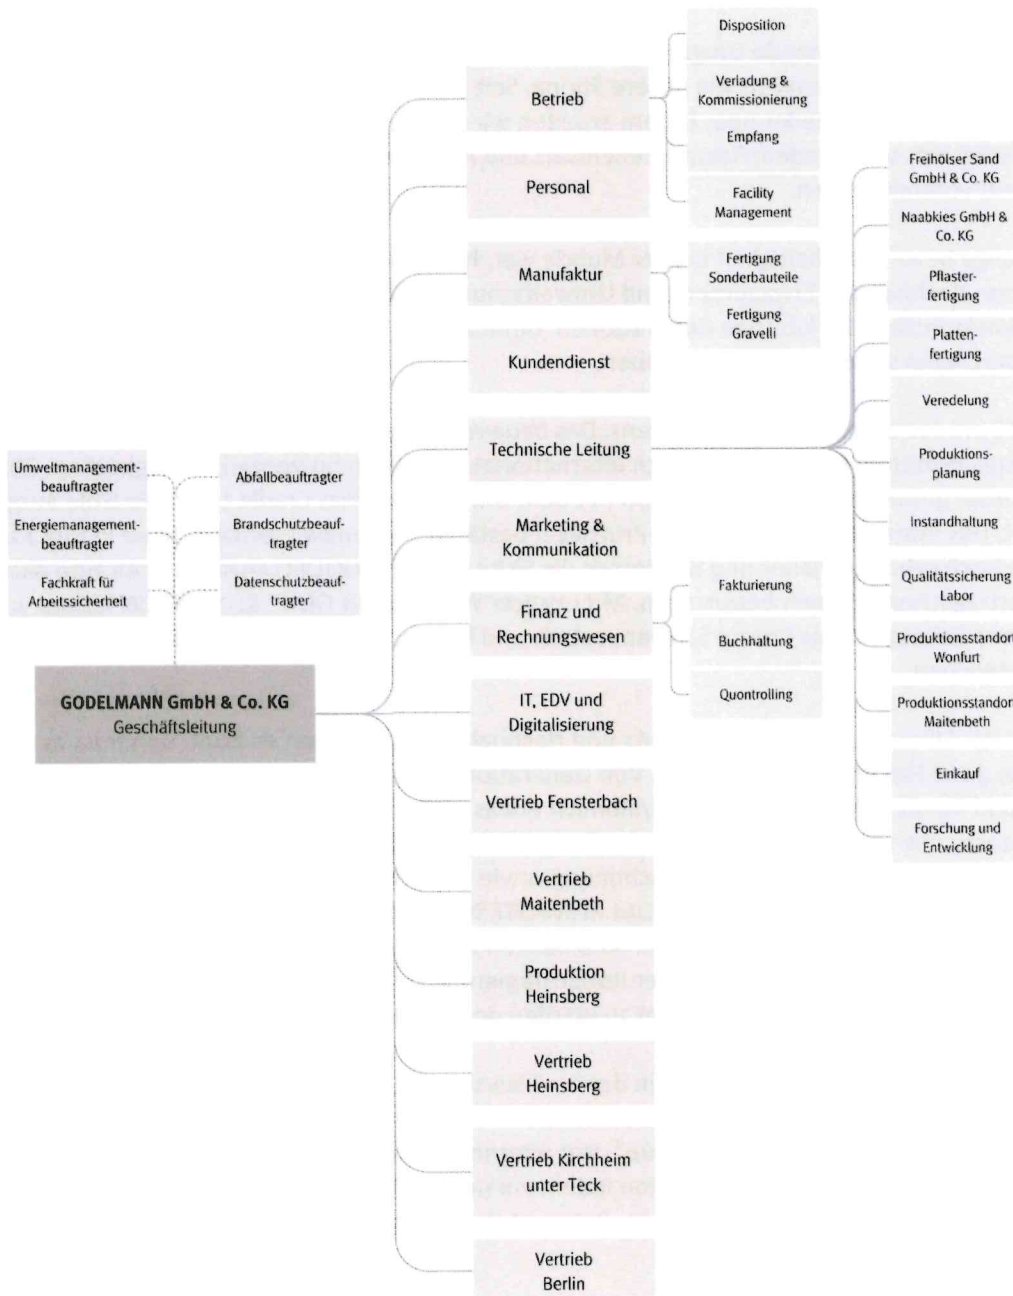 Disposition
Verladung &
Kommissionierung
Empfang
Facility
Management
Betrieb
Personal
Manufaktur
Fertigung
Sonderbauteile
Fertigung
Gravelli
Kundendienst
Technische Leitung
Freihölser Sand
GmbH & Co. KG
Naabkies GmbH &
Co. KG
Pflaster-
fertigung
Platten-
fertigung
Veredelung
Produktions-
planung
Instandhaltung
Qualitätssicherung
Labor
Produktionsstandort
Wonfurt
Produktionsstandort
Maitenbeth
Einkauf
Forschung und
Entwicklung
Umweltmanagement-
beauftragter
Abfallbeauftragter
Energiemanagement-
beauftragter
Brandschutzbeauf-
tragter
Fachkraft für
Arbeitssicherheit
Datenschutzbeauf-
tragter
GODELMANN GmbH & Co. KG
Geschäftsleitung
Marketing &
Kommunikation
Finanz und
Rechnungswesen
Fakturierung
Buchhaltung
Quontrolling
IT, EDV und
Digitalisierung
Vertrieb Fensterbach
Vertrieb
Maitenbeth
Produktion
Heinsberg
Vertrieb
Heinsberg
Vertrieb Kirchheim
unter Teck
Vertrieb
Berlin